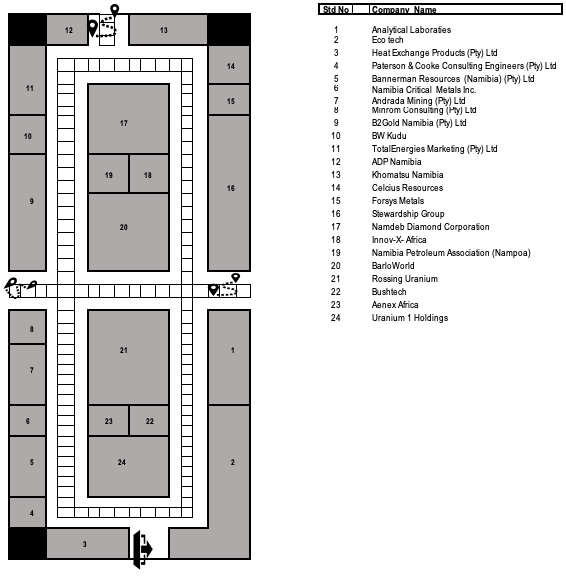 12
13
11
14
15
10
17
19
18
9
16
20
8
21
1
7
6
23
22
5
24
2
4
3
Std No Company Name
1 Analytical Laboraties
2 Eco tech
3 Heat Exchange Products (Pty) Ltd
4 Paterson & Cooke Consulting Engineers (Pty) Ltd
5 Bannerman Resources (Namibia) (Pty) Ltd
6 Namibia Critical Metals Inc.
7 Andrada Mining (Pty) Ltd
8 Minrom Consulting (Pty) Ltd
9 B2Gold Namibia (Pty) Ltd
10 BW Kudu
11 TotalEnergies Marketing (Pty) Ltd
12 ADP Namibia
13 Khomatsu Namibia
14 Celcius Resources
15 Forsys Metals
16 Stewardship Group
17 Namdeb Diamond Corporation
18 Innov-X- Africa
19 Namibia Petroleum Association (Nampoa)
20 BarloWorld
21 Rossing Uranium
22 Bushtech
23 Aenex Africa
24 Uranium 1 Holdings